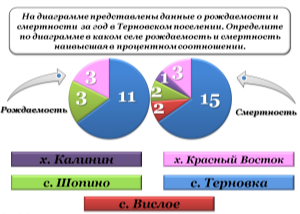 На диаграмме представлены данные о рождаемости и
смертности за год в Терновском поселении. Определите
по диаграмме в каком селе рождаемость и смертность
наивысшая в процентном соотношении.
3
3
11
1
3
2
2
15
Рождаемость
Смертность
х. Калинин
х. Красный Восток
с. Шопино
с. Терновка
с. Вислое